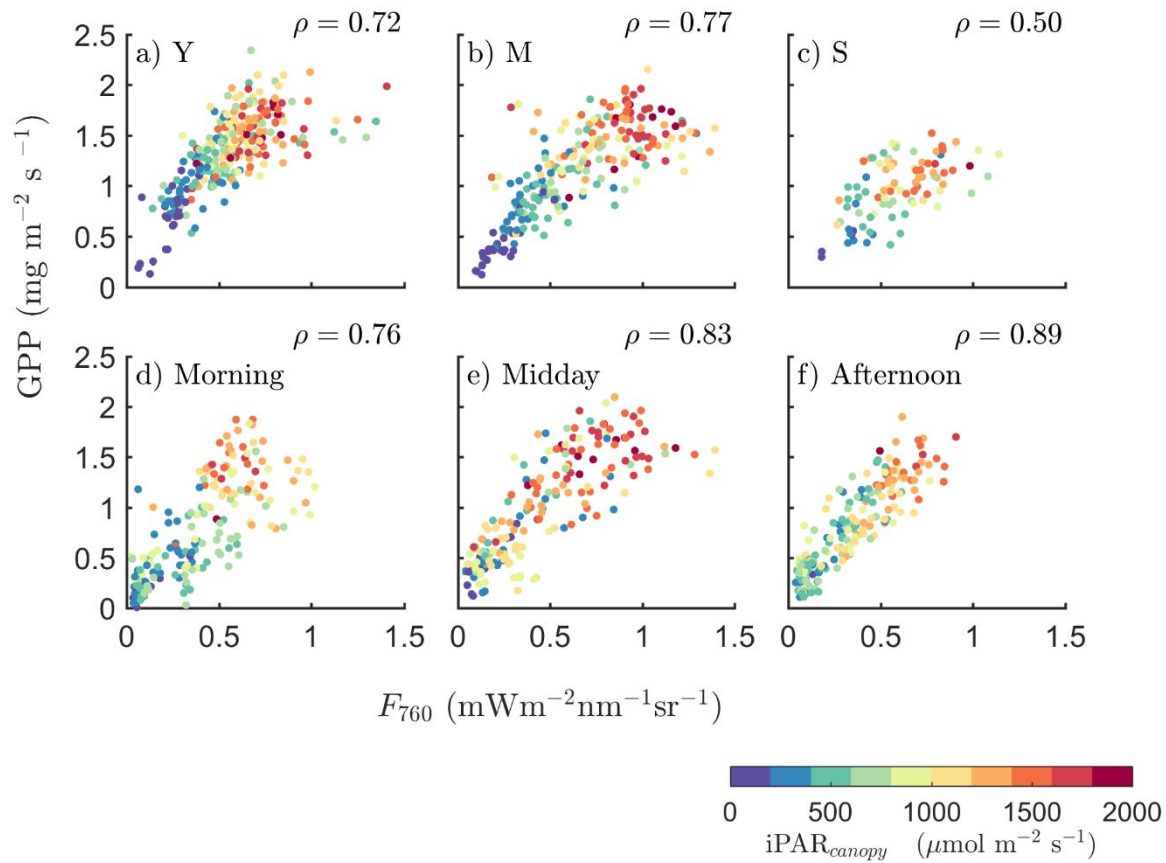 ρ = 0.72 ρ = 0.77 ρ = 0.50
2.5 a) Y b) M c) S
2
1.5
1
0.5
0
ρ = 0.76 ρ = 0.83 ρ = 0.89
2.5 d) Morning e) Midday f) Afternoon
2
1.5
1
0.5
0
0 0.5 1 1.5 0 0.5 1 1.5 0 0.5 1 1.5
GPP (mg m⁻² s ⁻¹)
F₇₆₀ (mWm⁻²nm⁻¹sr⁻¹)
0 500 1000 1500 2000
iPAR_canopy (μmol m⁻² s⁻¹)